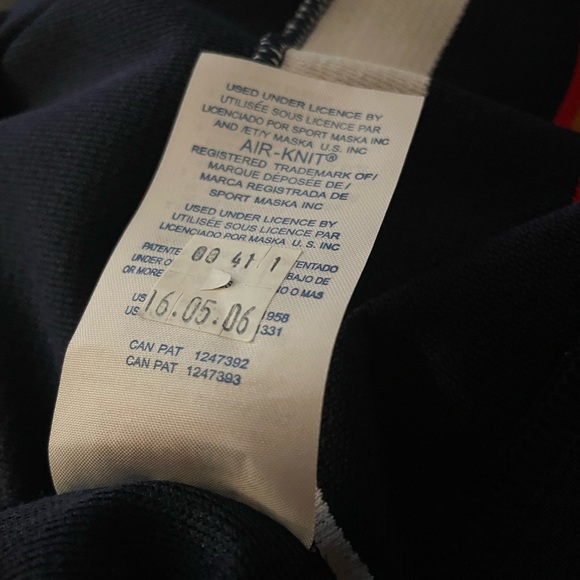 USED UNDER LICENCE BY
UTILISÉE SOUS LICENCE PAR
LICENCIADO POR SPORT MASKA INC
AND /ET/Y MASKA U.S. INC
AIR-KNIT®
REGISTERED TRADEMARK OF/
MARQUE DÉPOSÉE DE/
MARCA REGISTRADA DE
SPORT MASKA INC
USED UNDER LICENCE BY
UTILISÉE SOUS LICENCE PAR
LICENCIADO POR MASKA U. S. INC
PATENTE 00 41 1 ENTADO
UNDER O BAJO DE
OR MORE O MAS
US 16.05.06 958
US. 331
CAN PAT 1247392
CAN PAT 1247393